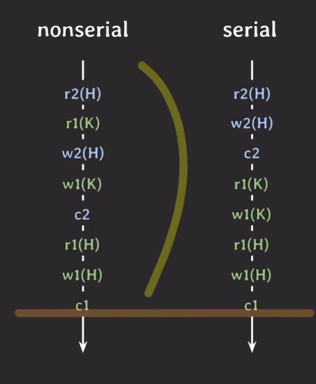 nonserial
r2(H)
r1(K)
w2(H)
w1(K)
c2
r1(H)
w1(H)
c1
serial
r2(H)
w2(H)
c2
r1(K)
w1(K)
r1(H)
w1(H)
c1